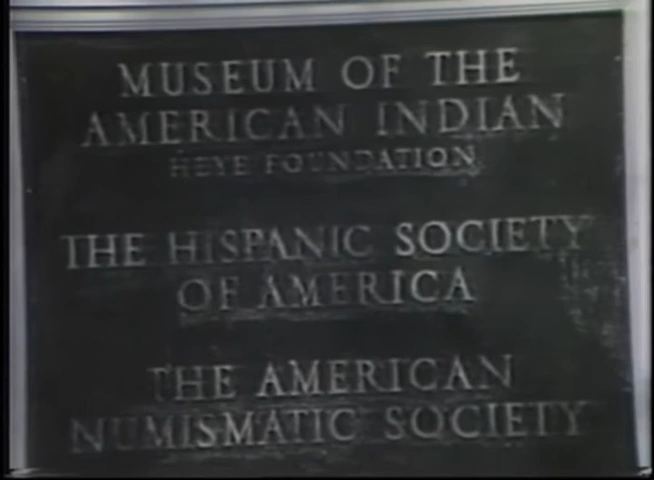 MUSEUM OF THE
AMERICAN INDIAN
HEYE FOUNDATION
THE HISPANIC SOCIETY
OF AMERICA
THE AMERICAN
NUMISMATIC SOCIETY